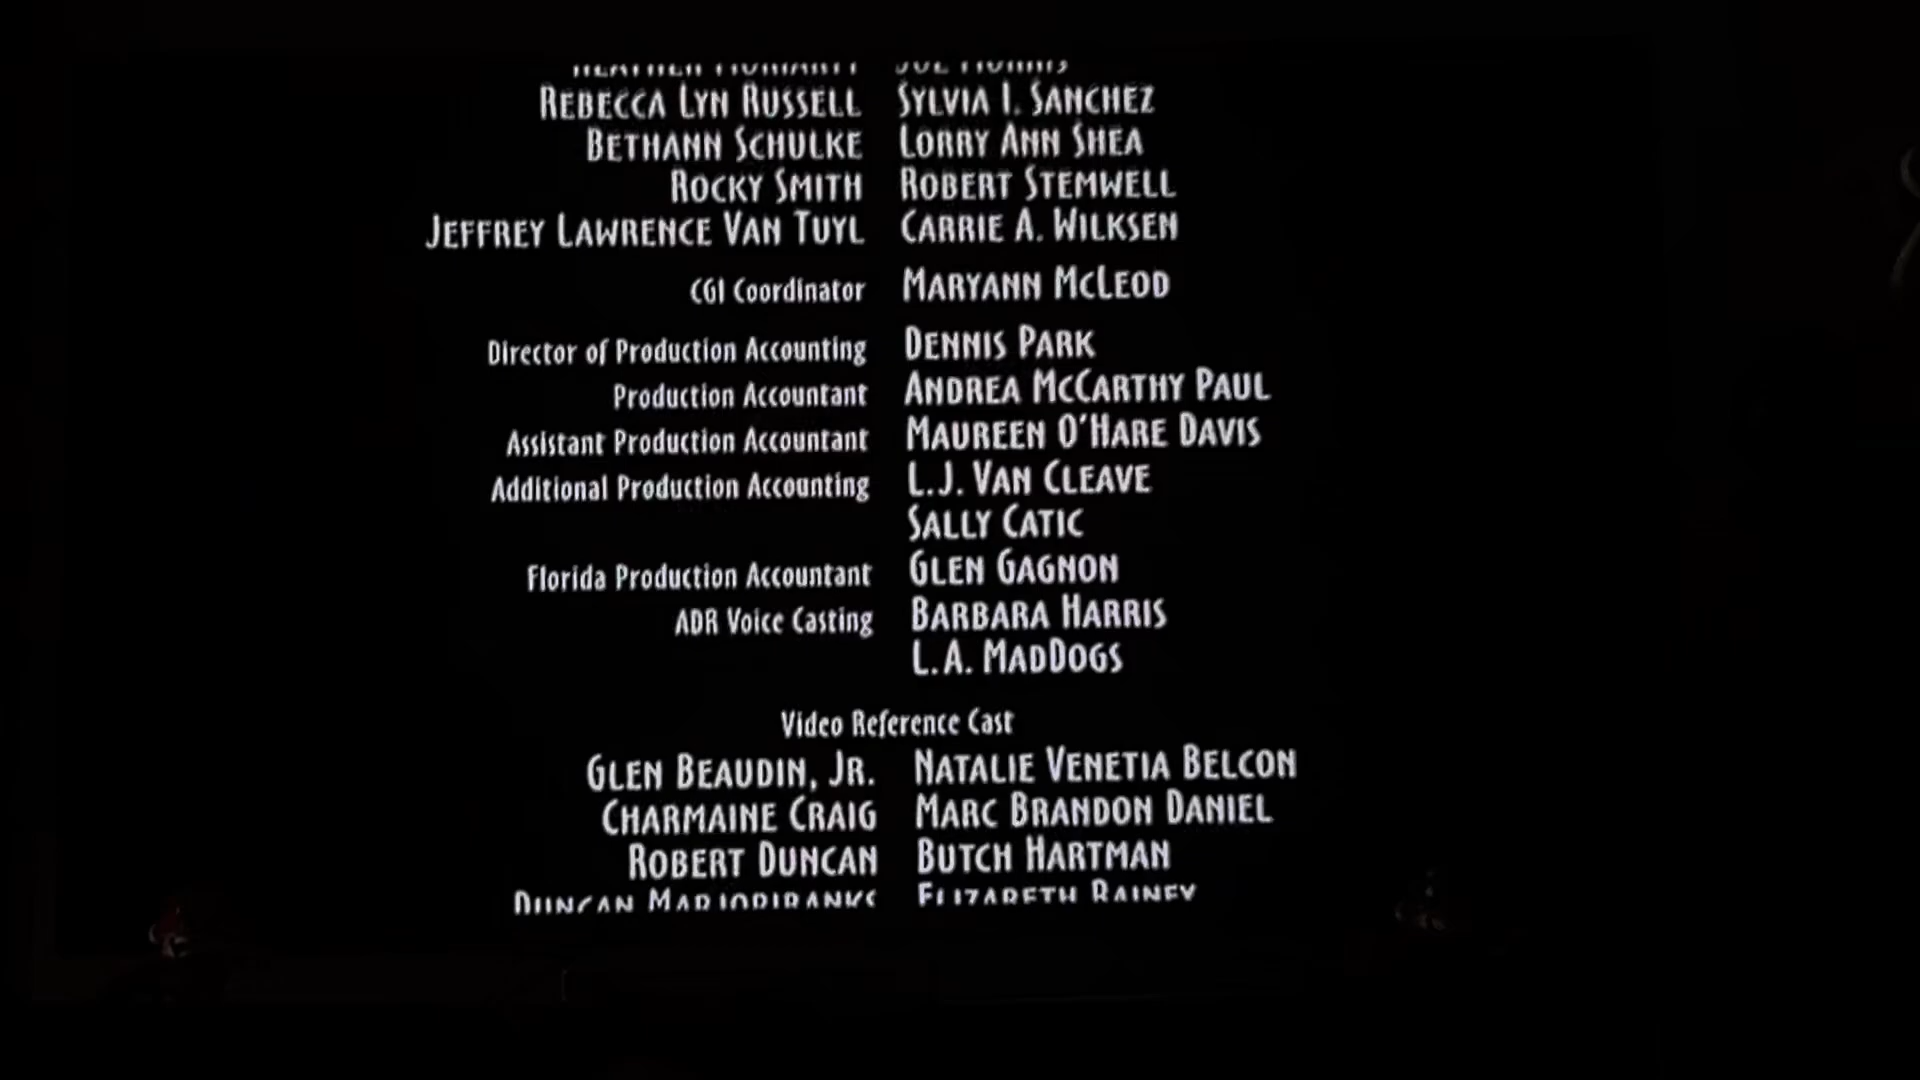 REBECCA LYN RUSSELL SYLVIA I. SANCHEZ
BETHANN SCHULKE LORRY ANN SHEA
ROCKY SMITH ROBERT STEMWELL
JEFFREY LAWRENCE VAN TUYL CARRIE A. WILKSEN
CGI Coordinator MARYANN MCLEOD
Director of Production Accounting DENNIS PARK
Production Accountant ANDREA MCCARTHY PAUL
Assistant Production Accountant MAUREEN O'HARE DAVIS
Additional Production Accounting L.J. VAN CLEAVE
SALLY CATIC
Florida Production Accountant GLEN GAGNON
ADR Voice Casting BARBARA HARRIS
L.A. MADDOGS
Video Reference Cast
GLEN BEAUDIN, JR. NATALIE VENETIA BELCON
CHARMAINE CRAIG MARC BRANDON DANIEL
ROBERT DUNCAN BUTCH HARTMAN
DUNCAN MARJORIBANKS ELIZABETH RAINEY